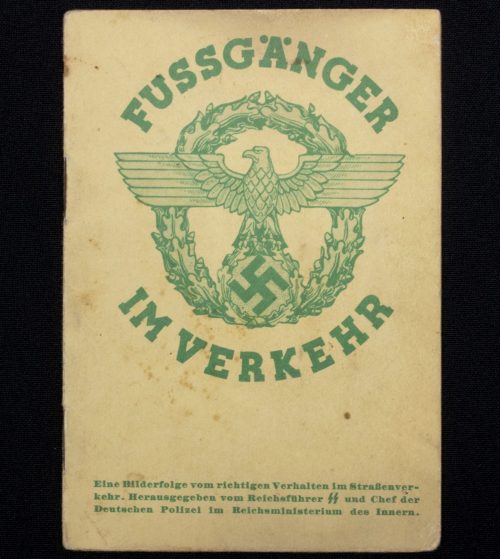 FUSSGÄNGER
IM VERKEHR
Eine Bilderfolge vom richtigen Verhalten im Straßenver-
kehr. Herausgegeben vom Reichsführer ᛋᛋ und Chef der
Deutschen Polizei im Reichsministerium des Innern.